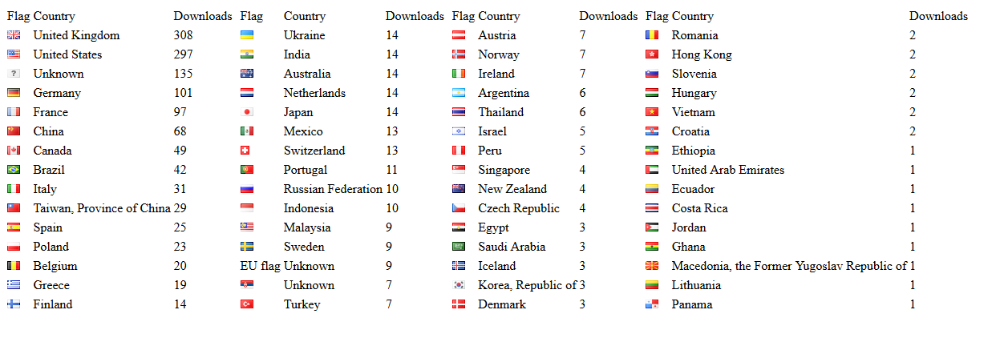 Flag Country Downloads Flag Country Downloads Flag Country Downloads Flag Country Downloads
United Kingdom 308 Ukraine 14 Austria 7 Romania 2
United States 297 India 14 Norway 7 Hong Kong 2
? Unknown 135 Australia 14 Ireland 7 Slovenia 2
Germany 101 Netherlands 14 Argentina 6 Hungary 2
France 97 Japan 14 Thailand 6 Vietnam 2
China 68 Mexico 13 Israel 5 Croatia 2
Canada 49 Switzerland 13 Peru 5 Ethiopia 1
Brazil 42 Portugal 11 Singapore 4 United Arab Emirates 1
Italy 31 Russian Federation 10 New Zealand 4 Ecuador 1
Taiwan, Province of China 29 Indonesia 10 Czech Republic 4 Costa Rica 1
Spain 25 Malaysia 9 Egypt 3 Jordan 1
Poland 23 Sweden 9 Saudi Arabia 3 Ghana 1
Belgium 20 EU flag Unknown 9 Iceland 3 Macedonia, the Former Yugoslav Republic of 1
Greece 19 Unknown 7 Korea, Republic of 3 Lithuania 1
Finland 14 Turkey 7 Denmark 3 Panama 1